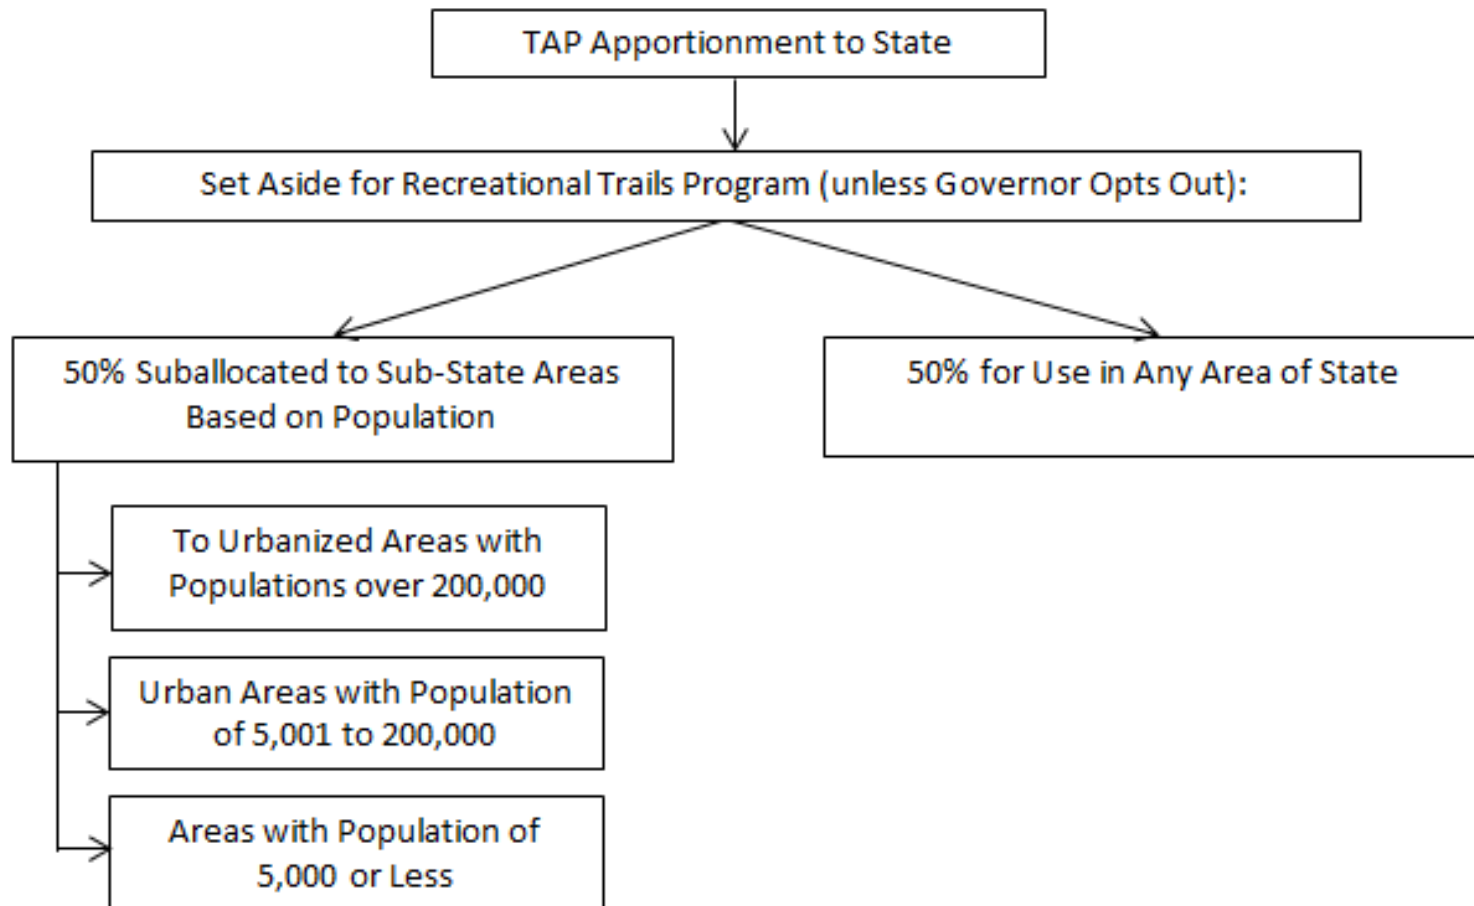 TAP Apportionment to State
Set Aside for Recreational Trails Program (unless Governor Opts Out):
50% Suballocated to Sub-State Areas
Based on Population
50% for Use in Any Area of State
To Urbanized Areas with
Populations over 200,000
Urban Areas with Population
of 5,001 to 200,000
Areas with Population of
5,000 or Less